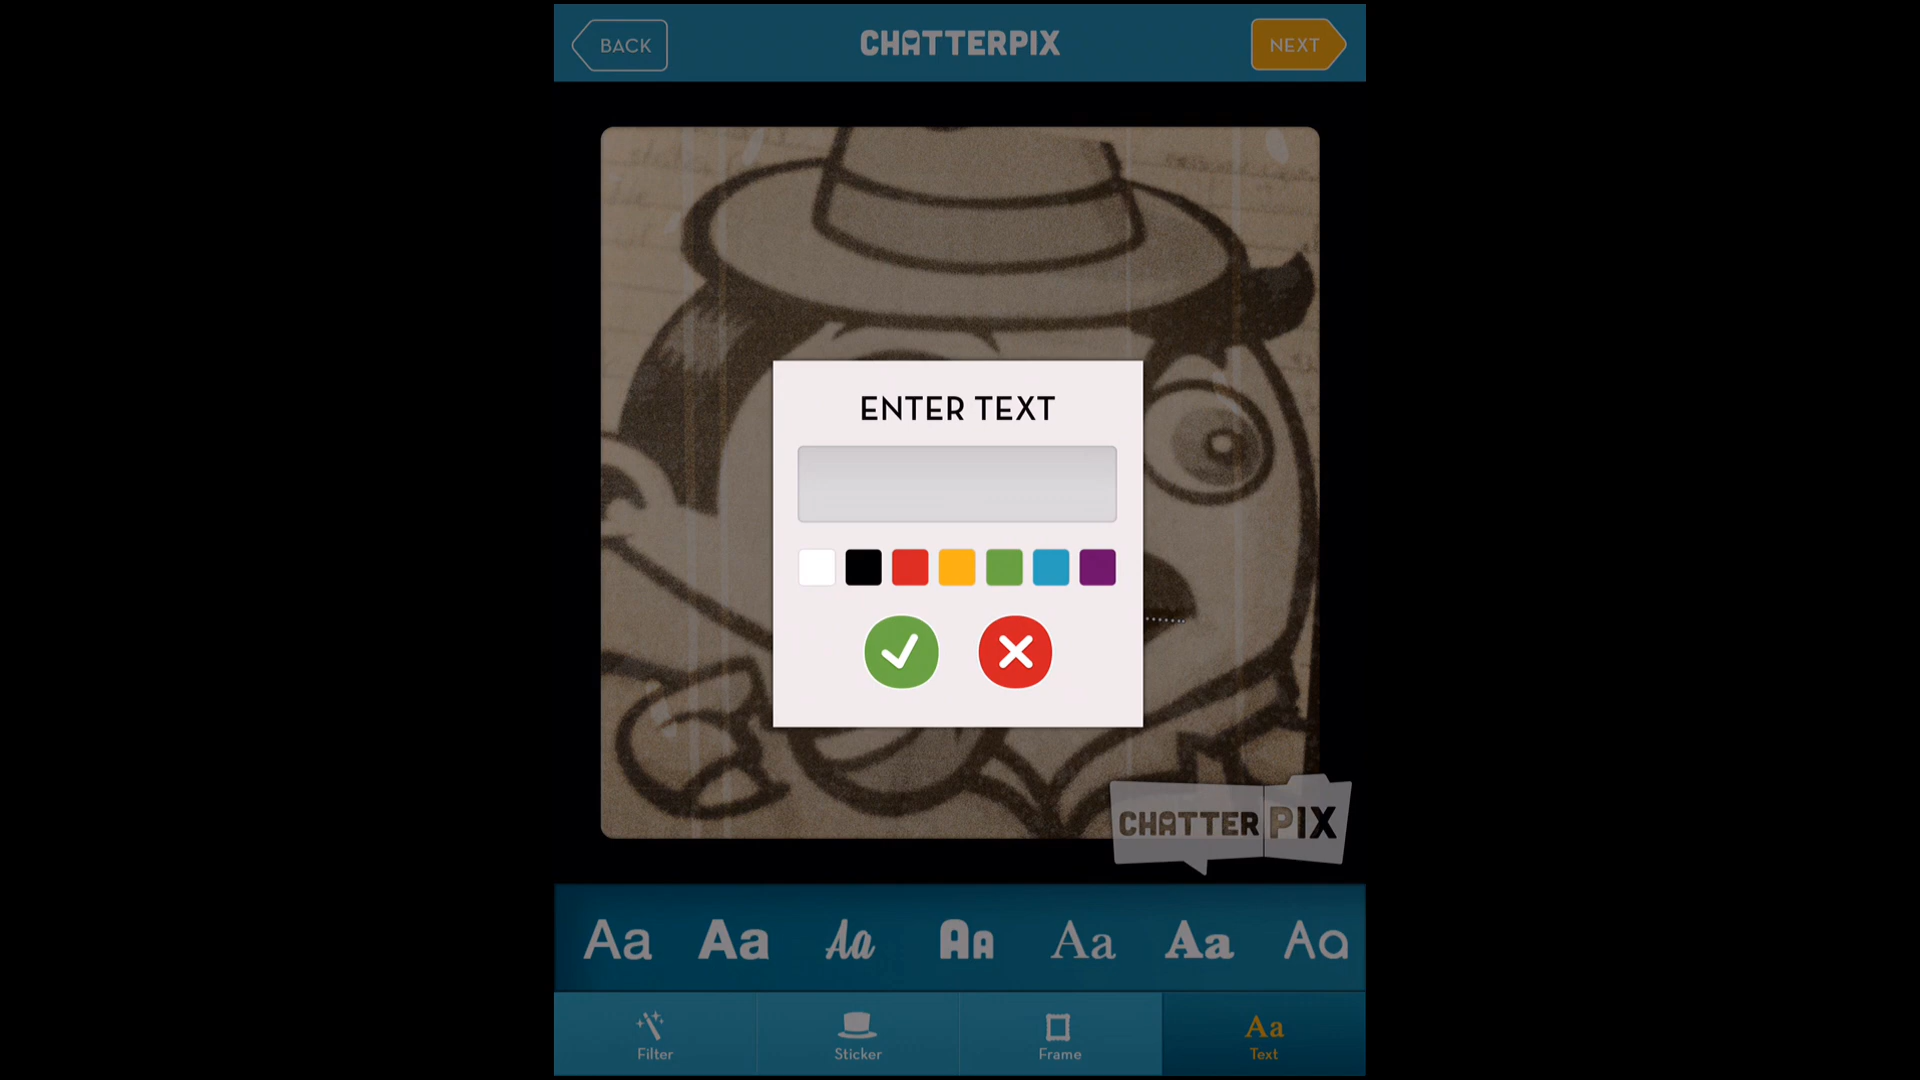 BACK
CHATTERPIX
NEXT
ENTER TEXT
CHATTER PIX
Aa Aa Aa Aa Aa Aa Aa
Filter
Sticker
Frame
Aa
Text